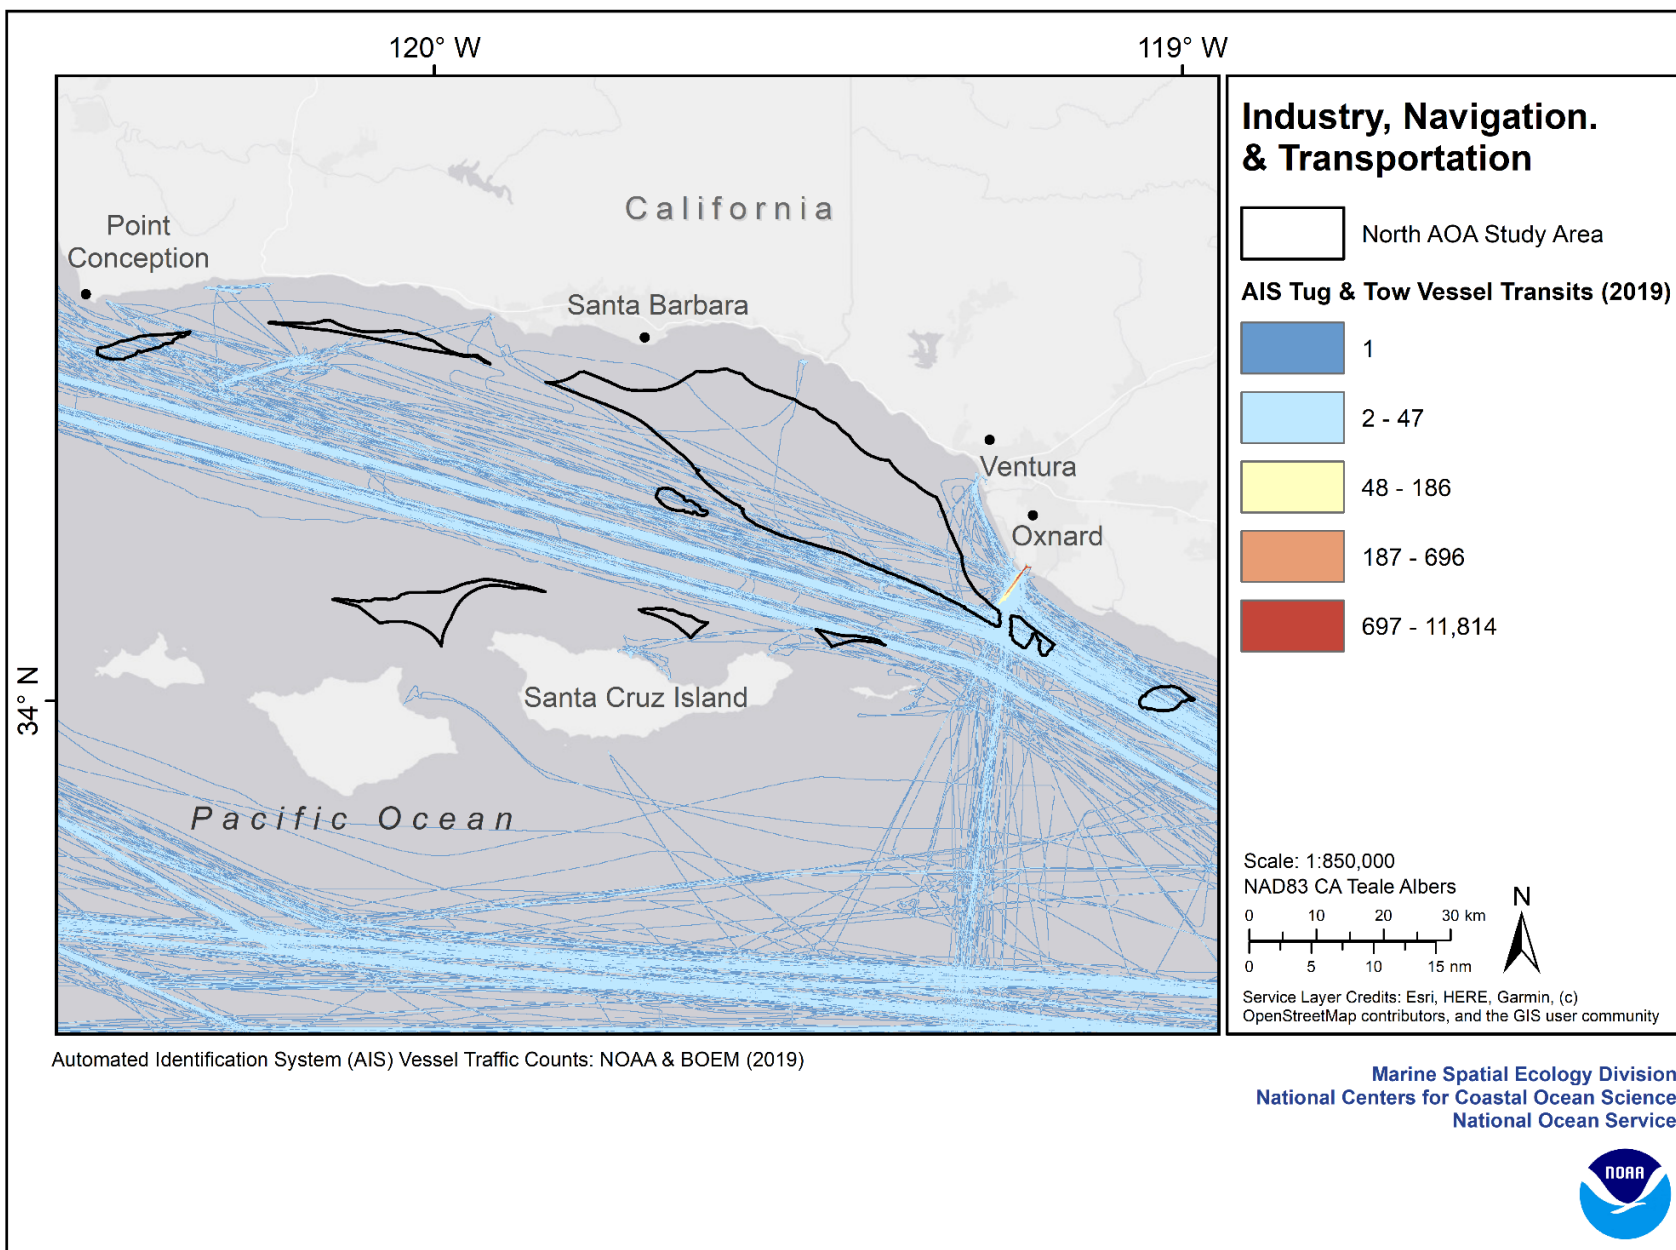 120° W
119° W
Point
Conception
California
Santa Barbara
Ventura
Oxnard
34° N
Santa Cruz Island
Pacific Ocean
Industry, Navigation.
& Transportation
North AOA Study Area
AIS Tug & Tow Vessel Transits (2019)
1
2 - 47
48 - 186
187 - 696
697 - 11,814
Scale: 1:850,000
NAD83 CA Teale Albers
N
0 10 20 30 km
0 5 10 15 nm
Service Layer Credits: Esri, HERE, Garmin, (c)
OpenStreetMap contributors, and the GIS user community
Automated Identification System (AIS) Vessel Traffic Counts: NOAA & BOEM (2019)
Marine Spatial Ecology Division
National Centers for Coastal Ocean Science
National Ocean Service
NOAA